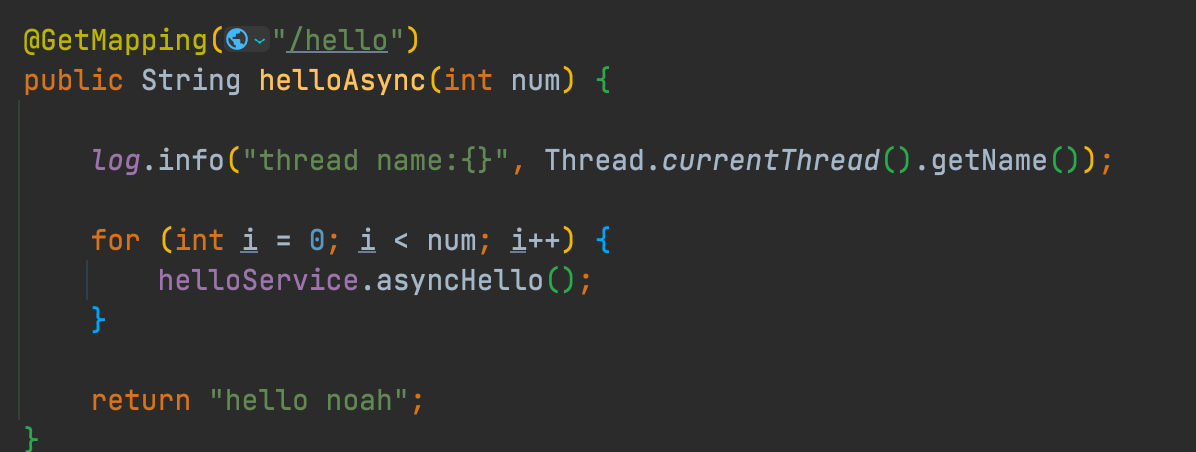 @GetMapping("/hello")
public String helloAsync(int num) {
log.info("thread name:{}", Thread.currentThread().getName());
for (int i = 0; i < num; i++) {
helloService.asyncHello();
}
return "hello noah";
}